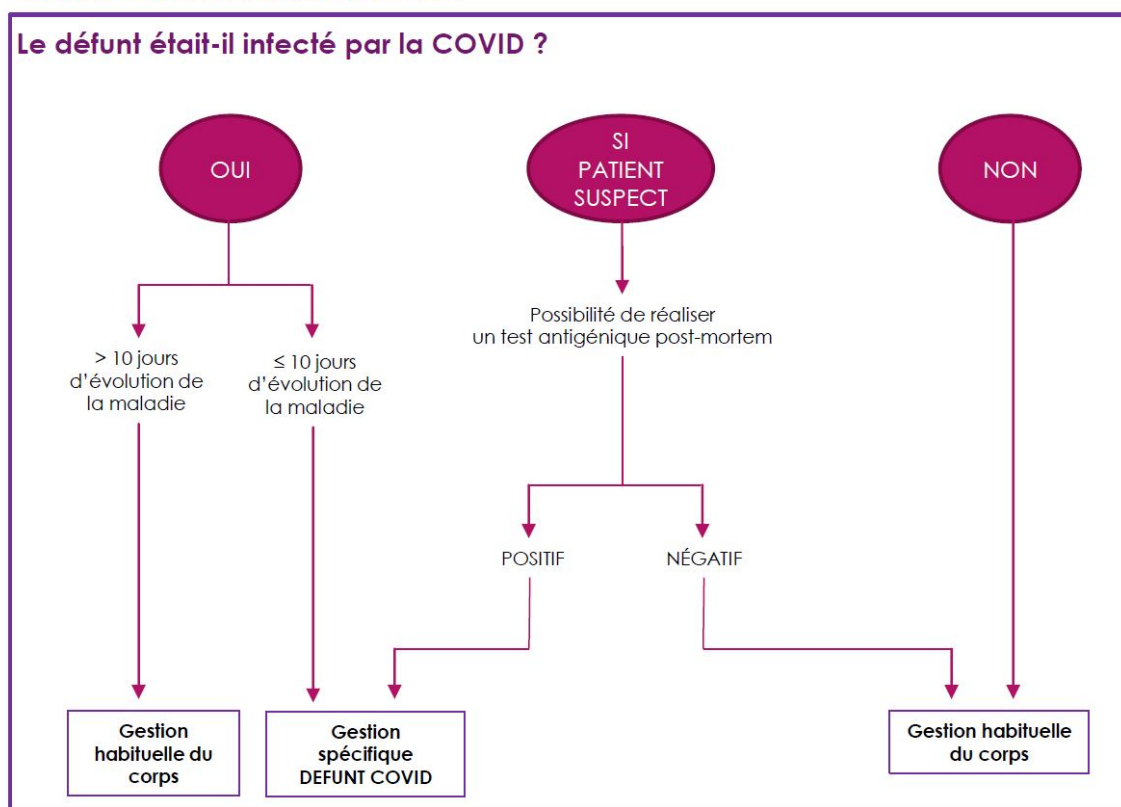 Le défunt était-il infecté par la COVID ?
OUI
SI
PATIENT
SUSPECT
NON
> 10 jours
d'évolution de
la maladie
≤ 10 jours
d'évolution de
la maladie
Possibilité de réaliser
un test antigénique post-mortem
POSITIF
NÉGATIF
Gestion
habituelle du
corps
Gestion
spécifique
DEFUNT COVID
Gestion habituelle
du corps